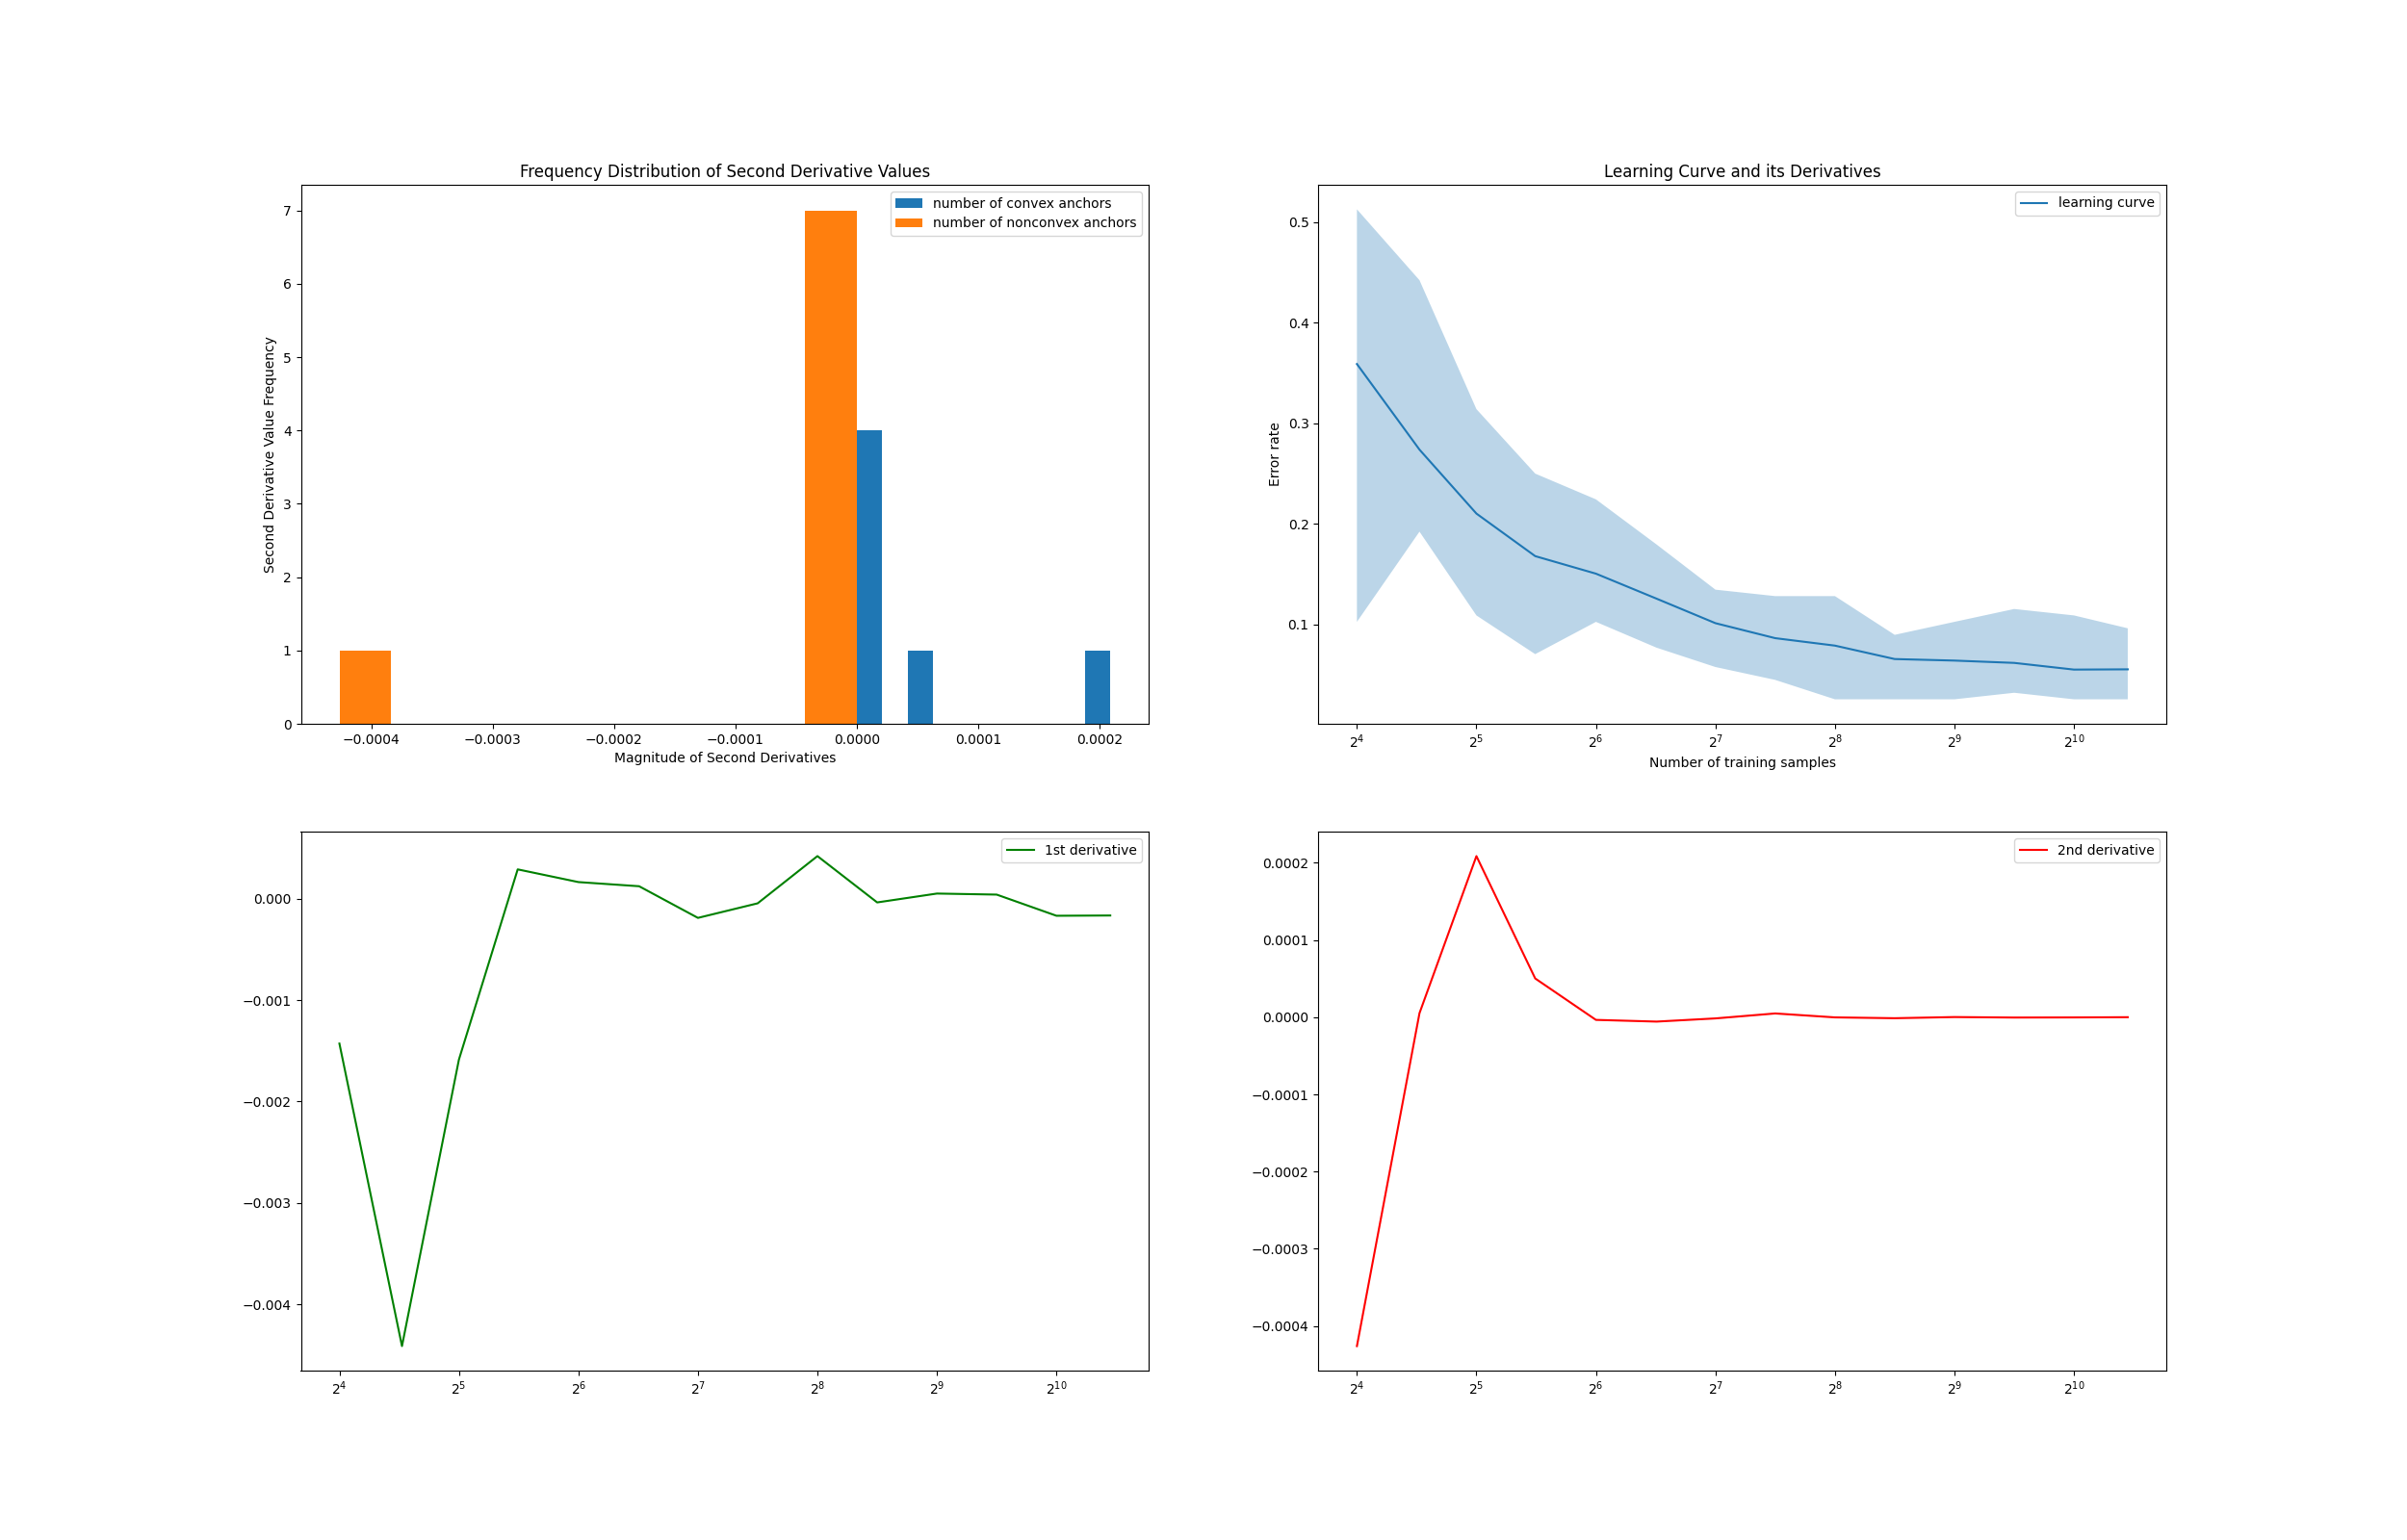 Frequency Distribution of Second Derivative Values
number of convex anchors
number of nonconvex anchors
Second Derivative Value Frequency
7
6
5
4
3
2
1
0
−0.0004 −0.0003 −0.0002 −0.0001 0.0000 0.0001 0.0002
Magnitude of Second Derivatives
Learning Curve and its Derivatives
learning curve
Error rate
0.5
0.4
0.3
0.2
0.1
2⁴ 2⁵ 2⁶ 2⁷ 2⁸ 2⁹ 2¹⁰
Number of training samples
1st derivative
0.000
−0.001
−0.002
−0.003
−0.004
2⁴ 2⁵ 2⁶ 2⁷ 2⁸ 2⁹ 2¹⁰
2nd derivative
0.0002
0.0001
0.0000
−0.0001
−0.0002
−0.0003
−0.0004
2⁴ 2⁵ 2⁶ 2⁷ 2⁸ 2⁹ 2¹⁰